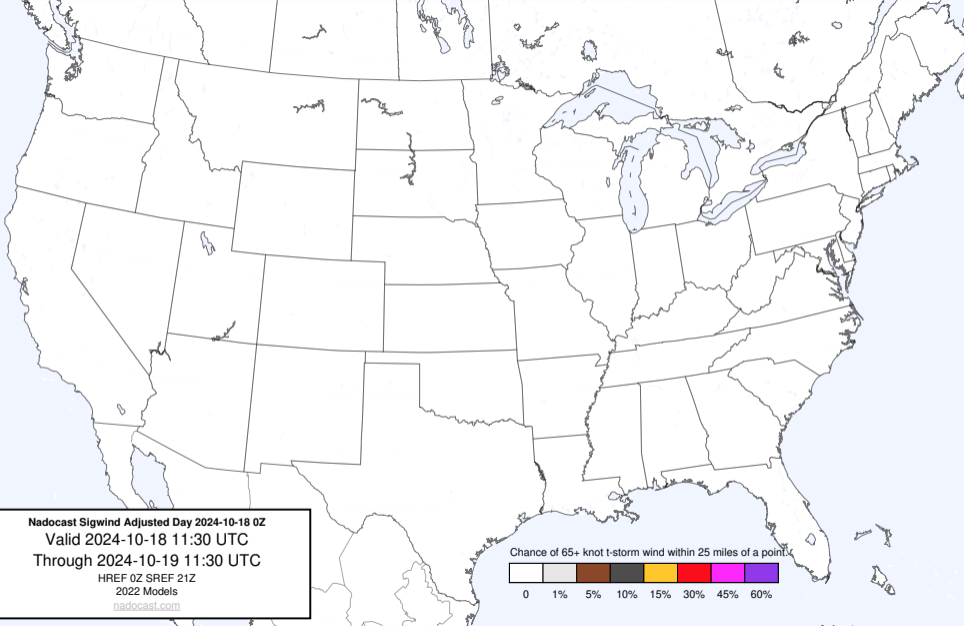 Nadocast Sigwind Adjusted Day 2024-10-18 0Z
Valid 2024-10-18 11:30 UTC
Through 2024-10-19 11:30 UTC
HREF 0Z SREF 21Z
2022 Models
nadocast.com
Chance of 65+ knot t-storm wind within 25 miles of a point.
0 1% 5% 10% 15% 30% 45% 60%